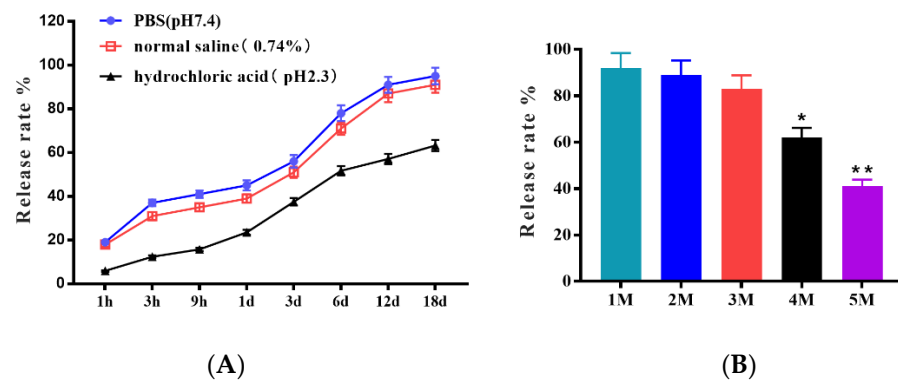 120
100
80
60
40
20
0
Release rate %
PBS(pH7.4)
normal saline( 0.74%)
hydrochloric acid( pH2.3)
1h 3h 9h 1d 3d 6d 12d 18d
(A)
100
80
60
40
20
0
Release rate %
*
**
1M 2M 3M 4M 5M
(B)